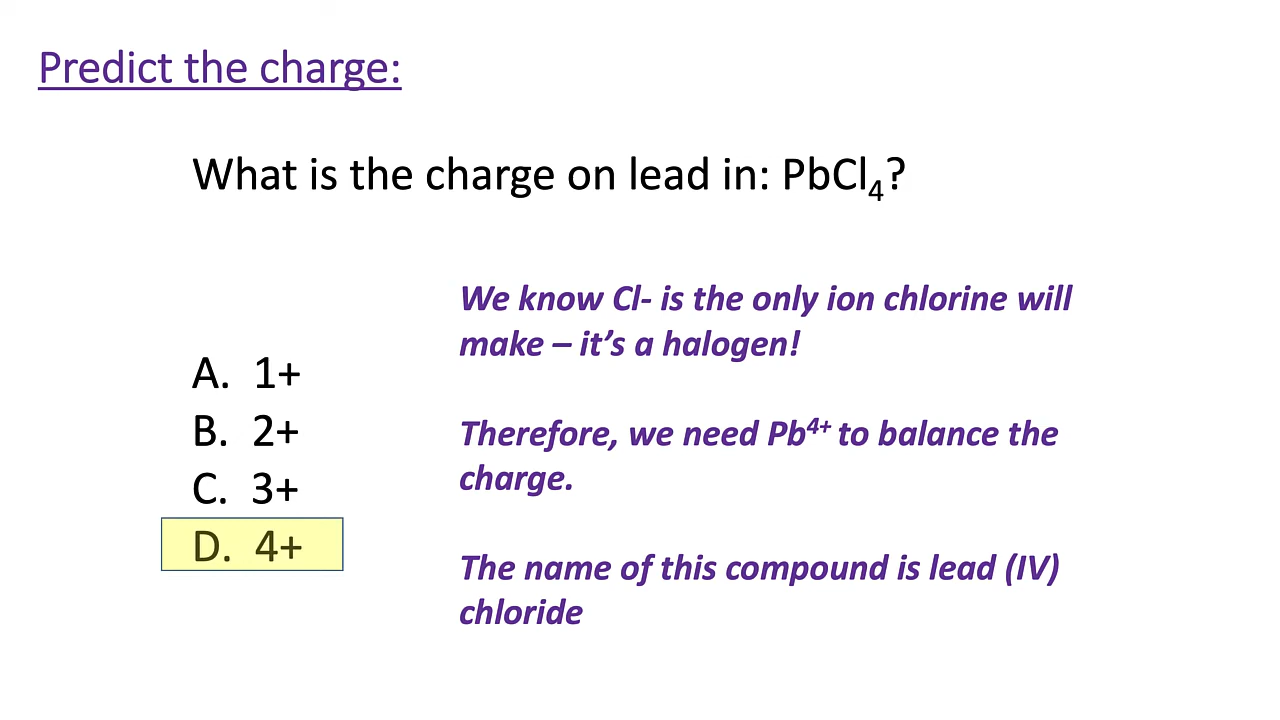 Predict the charge:
What is the charge on lead in: PbCl₄?
We know Cl- is the only ion chlorine will
make – it’s a halogen!
A. 1+
B. 2+
Therefore, we need Pb⁴⁺ to balance the
charge.
C. 3+
D. 4+
The name of this compound is lead (IV)
chloride